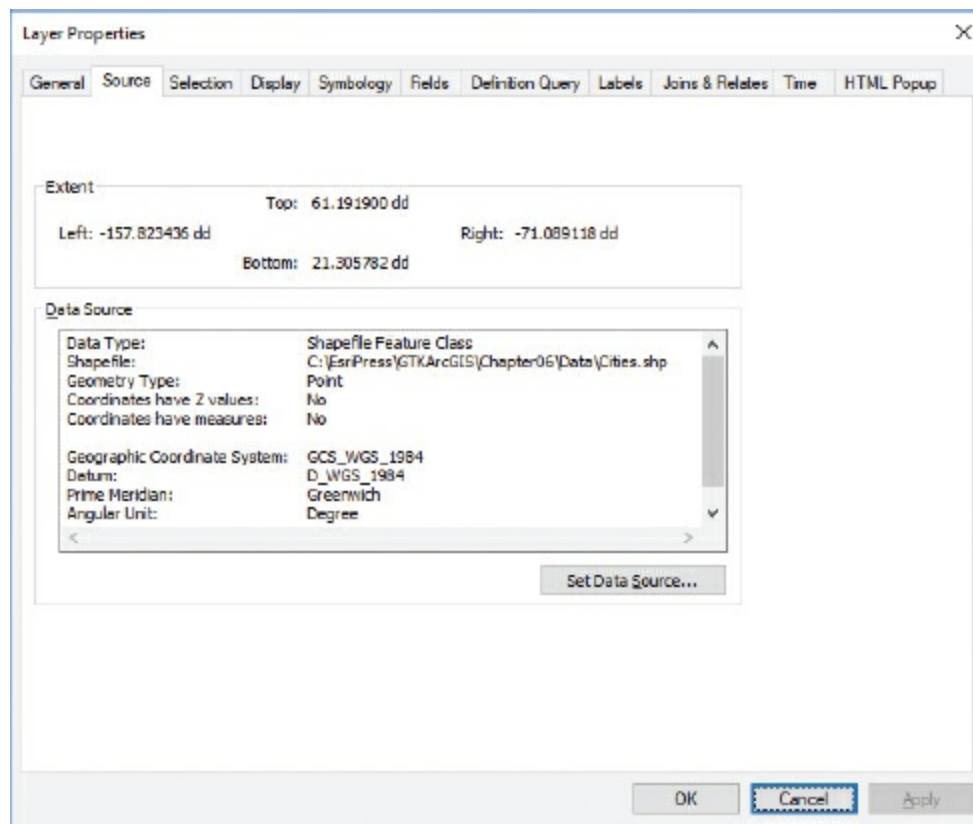 Layer Properties
General Source Selection Display Symbology Fields Definition Query Labels Joins & Relates Time HTML Popup
Extent
Top: 61.191900 dd
Left: -157.823436 dd Right: -71.089118 dd
Bottom: 21.305782 dd
Data Source
Data Type: Shapefile Feature Class
Shapefile: C:\EsriPress\GTKArcGIS\Chapter06\Data\Cities.shp
Geometry Type: Point
Coordinates have Z values: No
Coordinates have measures: No
Geographic Coordinate System: GCS_WGS_1984
Datum: D_WGS_1984
Prime Meridian: Greenwich
Angular Unit: Degree
Set Data Source...
OK Cancel Apply